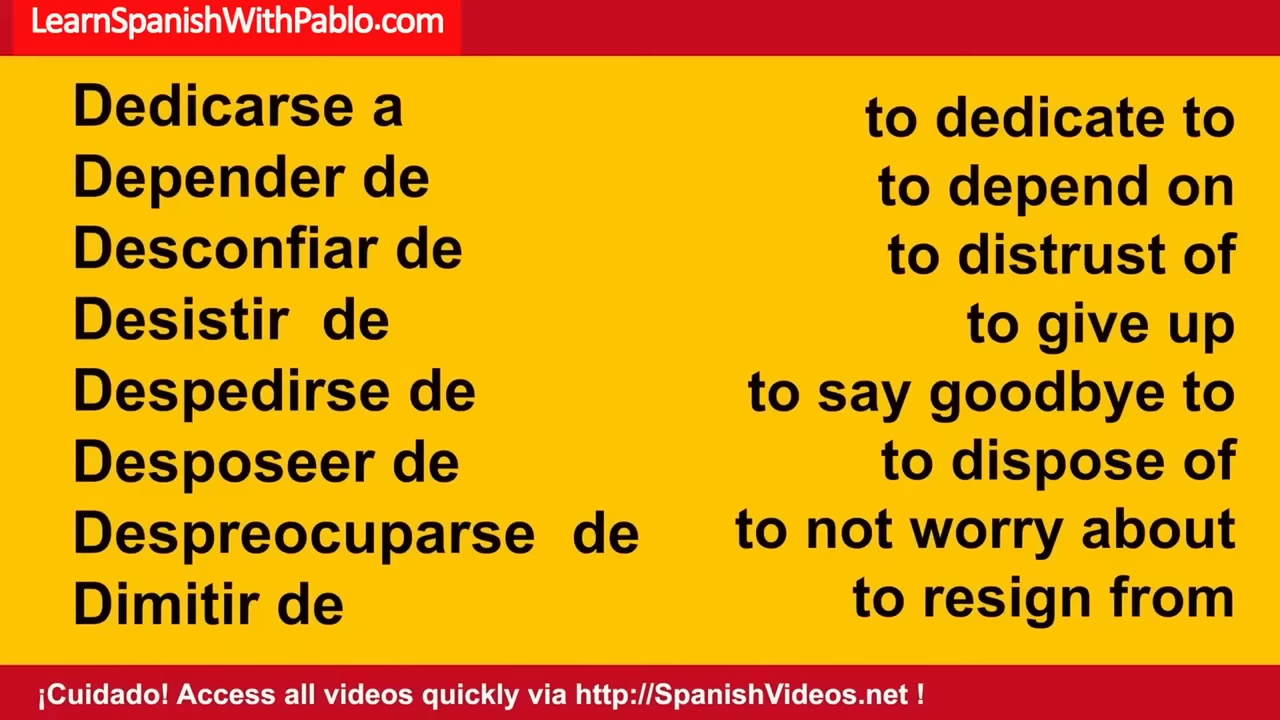 LearnSpanishWithPablo.com
Dedicarse a
Depender de
Desconfiar de
Desistir de
Despedirse de
Desposeer de
Despreocuparse de
Dimitir de
to dedicate to
to depend on
to distrust of
to give up
to say goodbye to
to dispose of
to not worry about
to resign from
¡Cuidado! Access all videos quickly via http://SpanishVideos.net !